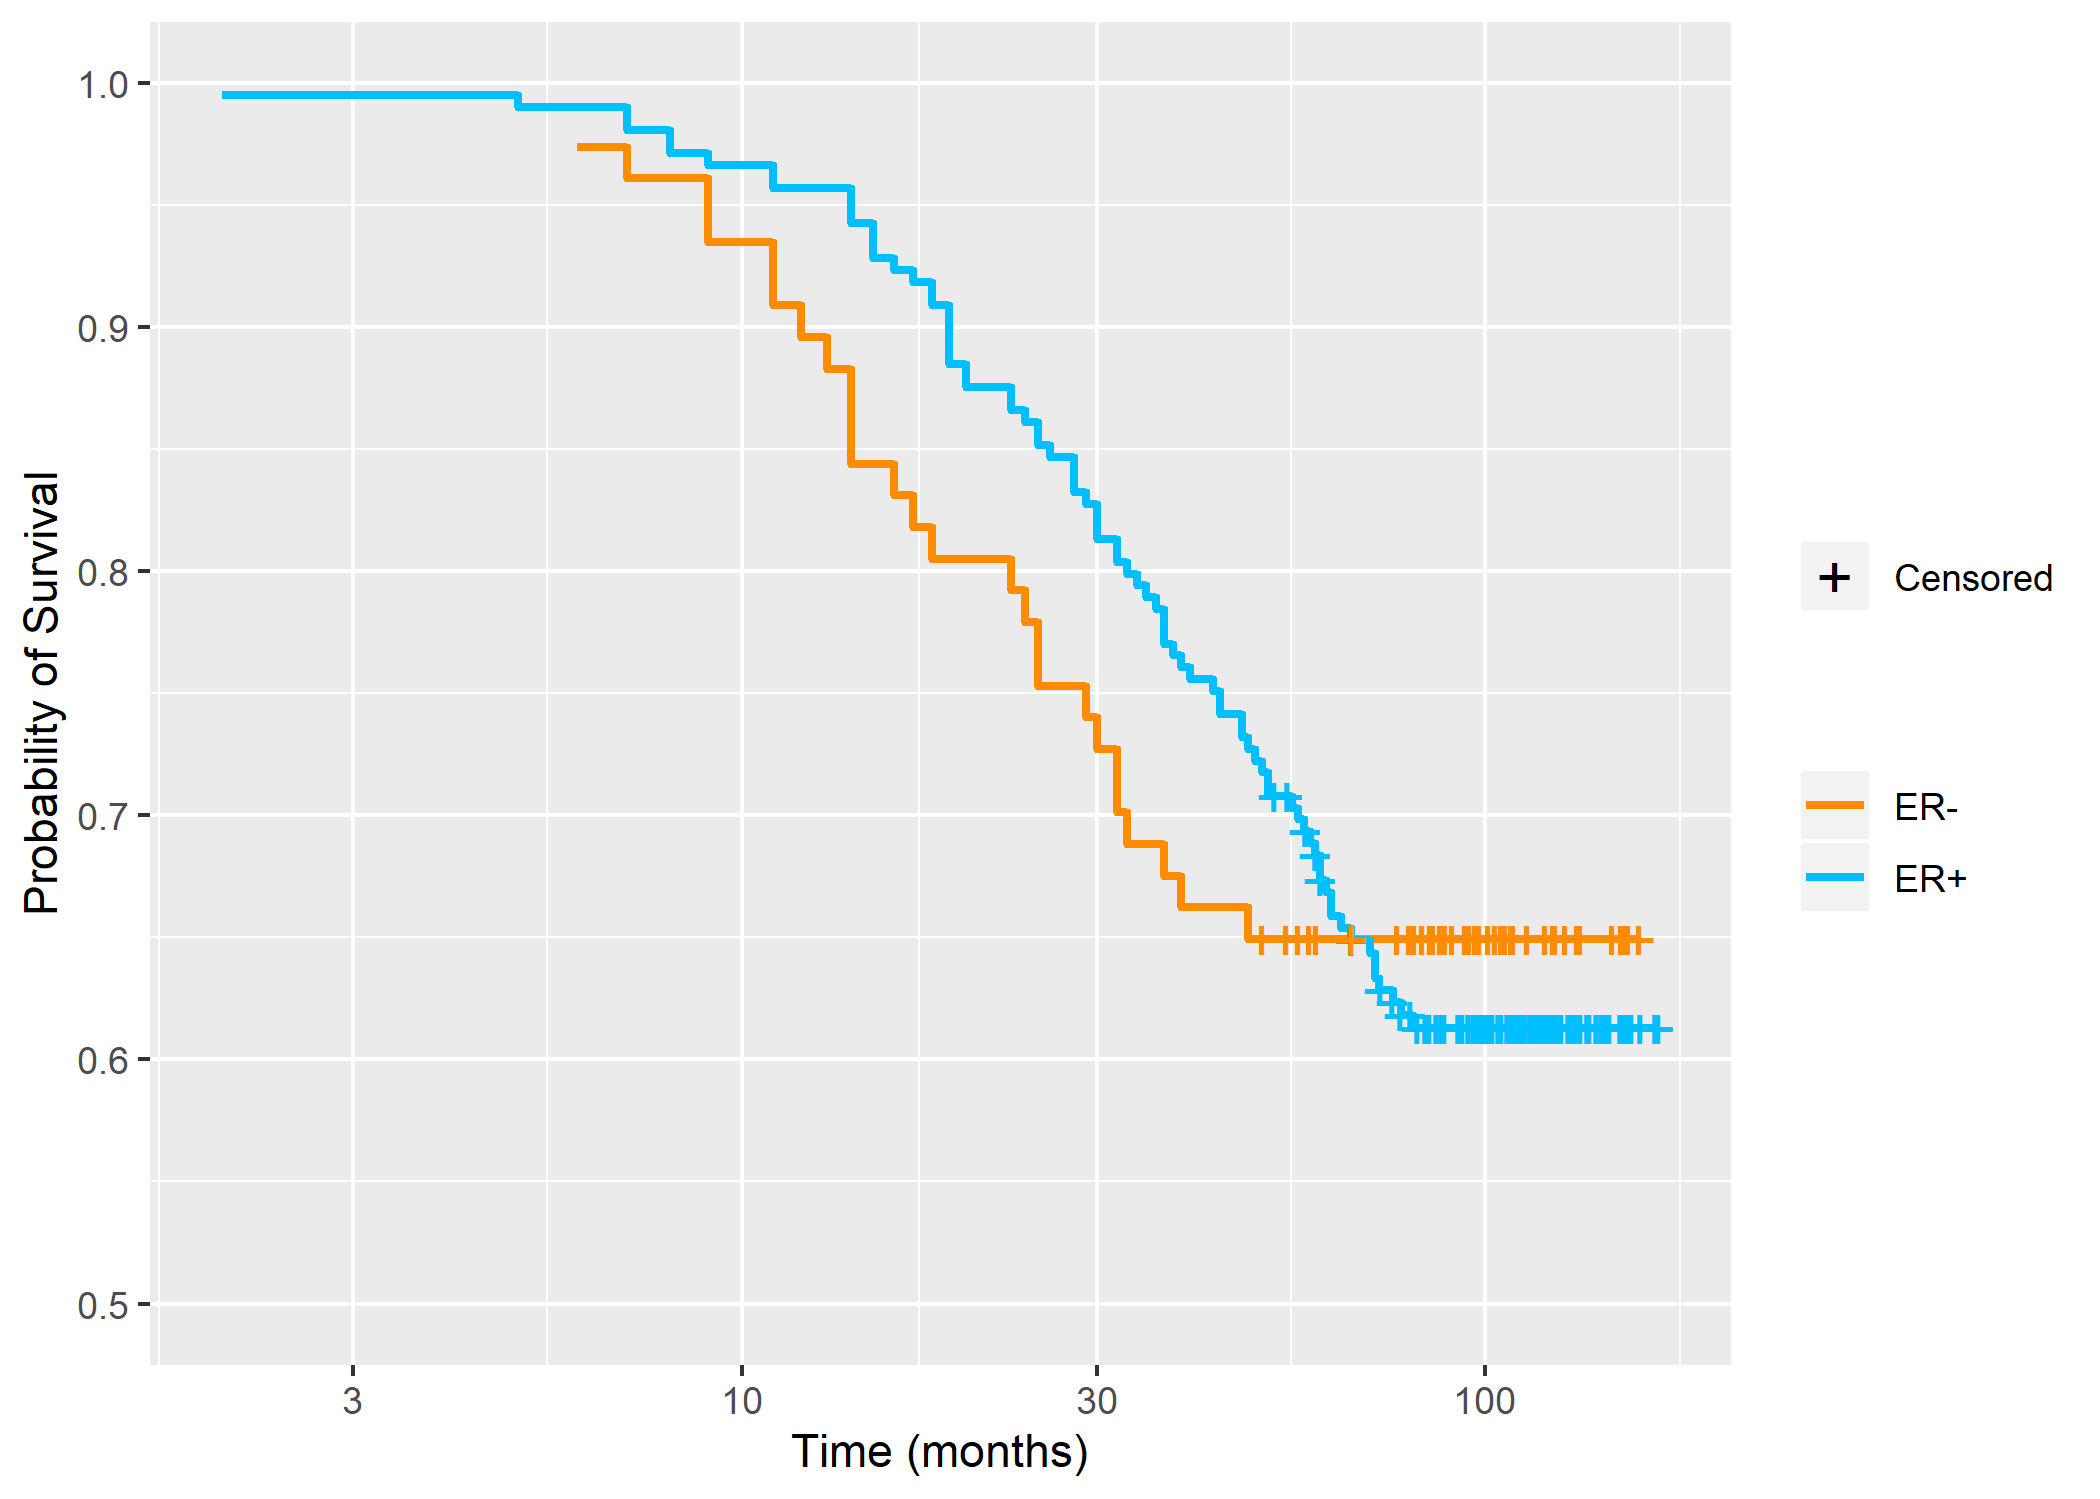 1.0
0.9
0.8
0.7
0.6
0.5
Probability of Survival
3 10 30 100
Time (months)
Censored
ER-
ER+